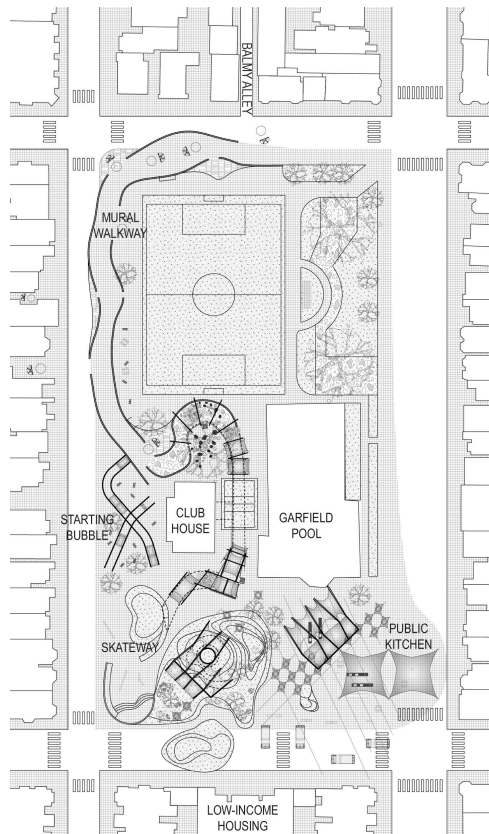 BALMY ALLEY
MURAL
WALKWAY
STARTING
BUBBLE
CLUB
HOUSE
GARFIELD
POOL
SKATEWAY
PUBLIC
KITCHEN
LOW-INCOME
HOUSING